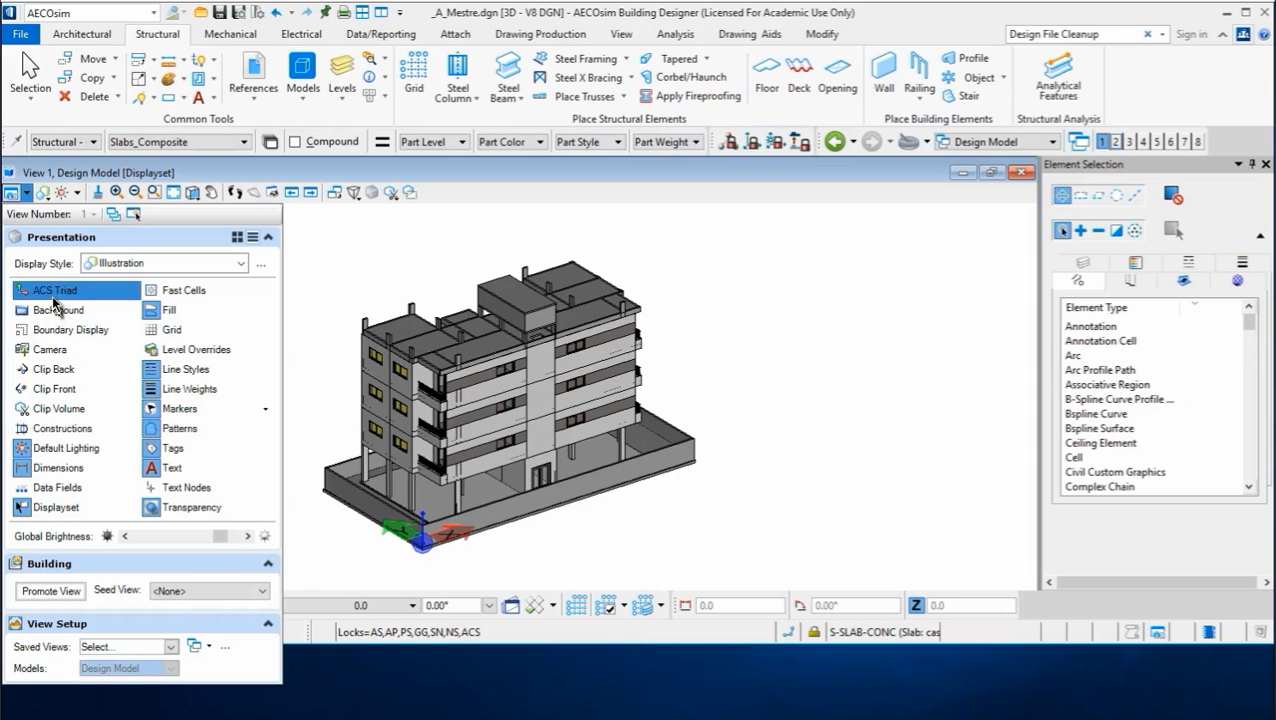 AECOsim
_A_Mestre.dgn [3D - V8 DGN] - AECOsim Building Designer (Licensed For Academic Use Only)
File Architectural Structural Mechanical Electrical Data/Reporting Attach Drawing Production View Analysis Drawing Aids Modify Design File Cleanup Sign in
Move Steel Framing Tapered Profile
Copy Steel X Bracing Corbel/Haunch Object
Delete Place Trusses Apply Fireproofing Stair
Selection References Models Levels Grid Steel Column Steel Beam Floor Deck Opening Wall Railing Analytical Features
Common Tools Place Structural Elements Place Building Elements Structural Analysis
Structural - Slabs_Composite Compound Part Level Part Color Part Style Part Weight Design Model 1 2 3 4 5 6 7 8
View 1, Design Model [Displayset]
Element Selection
View Number: 1
Presentation
Display Style: Illustration ...
ACS Triad Fast Cells
Background Fill
Boundary Display Grid
Camera Level Overrides
Clip Back Line Styles
Clip Front Line Weights
Clip Volume Markers
Constructions Patterns
Default Lighting Tags
Dimensions Text
Data Fields Text Nodes
Displayset Transparency
Global Brightness:
Building
Promote View Seed View: <None>
View Setup
Saved Views: Select... ...
Models: Design Model
Element Type
Annotation
Annotation Cell
Arc
Arc Profile Path
Associative Region
B-Spline Curve Profile ...
Bspline Curve
Bspline Surface
Ceiling Element
Cell
Civil Custom Graphics
Complex Chain
0.0 0.00° 0.0 0.00° Z 0.0
Locks=AS,AP,PS,GG,SN,NS,ACS
S-SLAB-CONC (Slab: cas